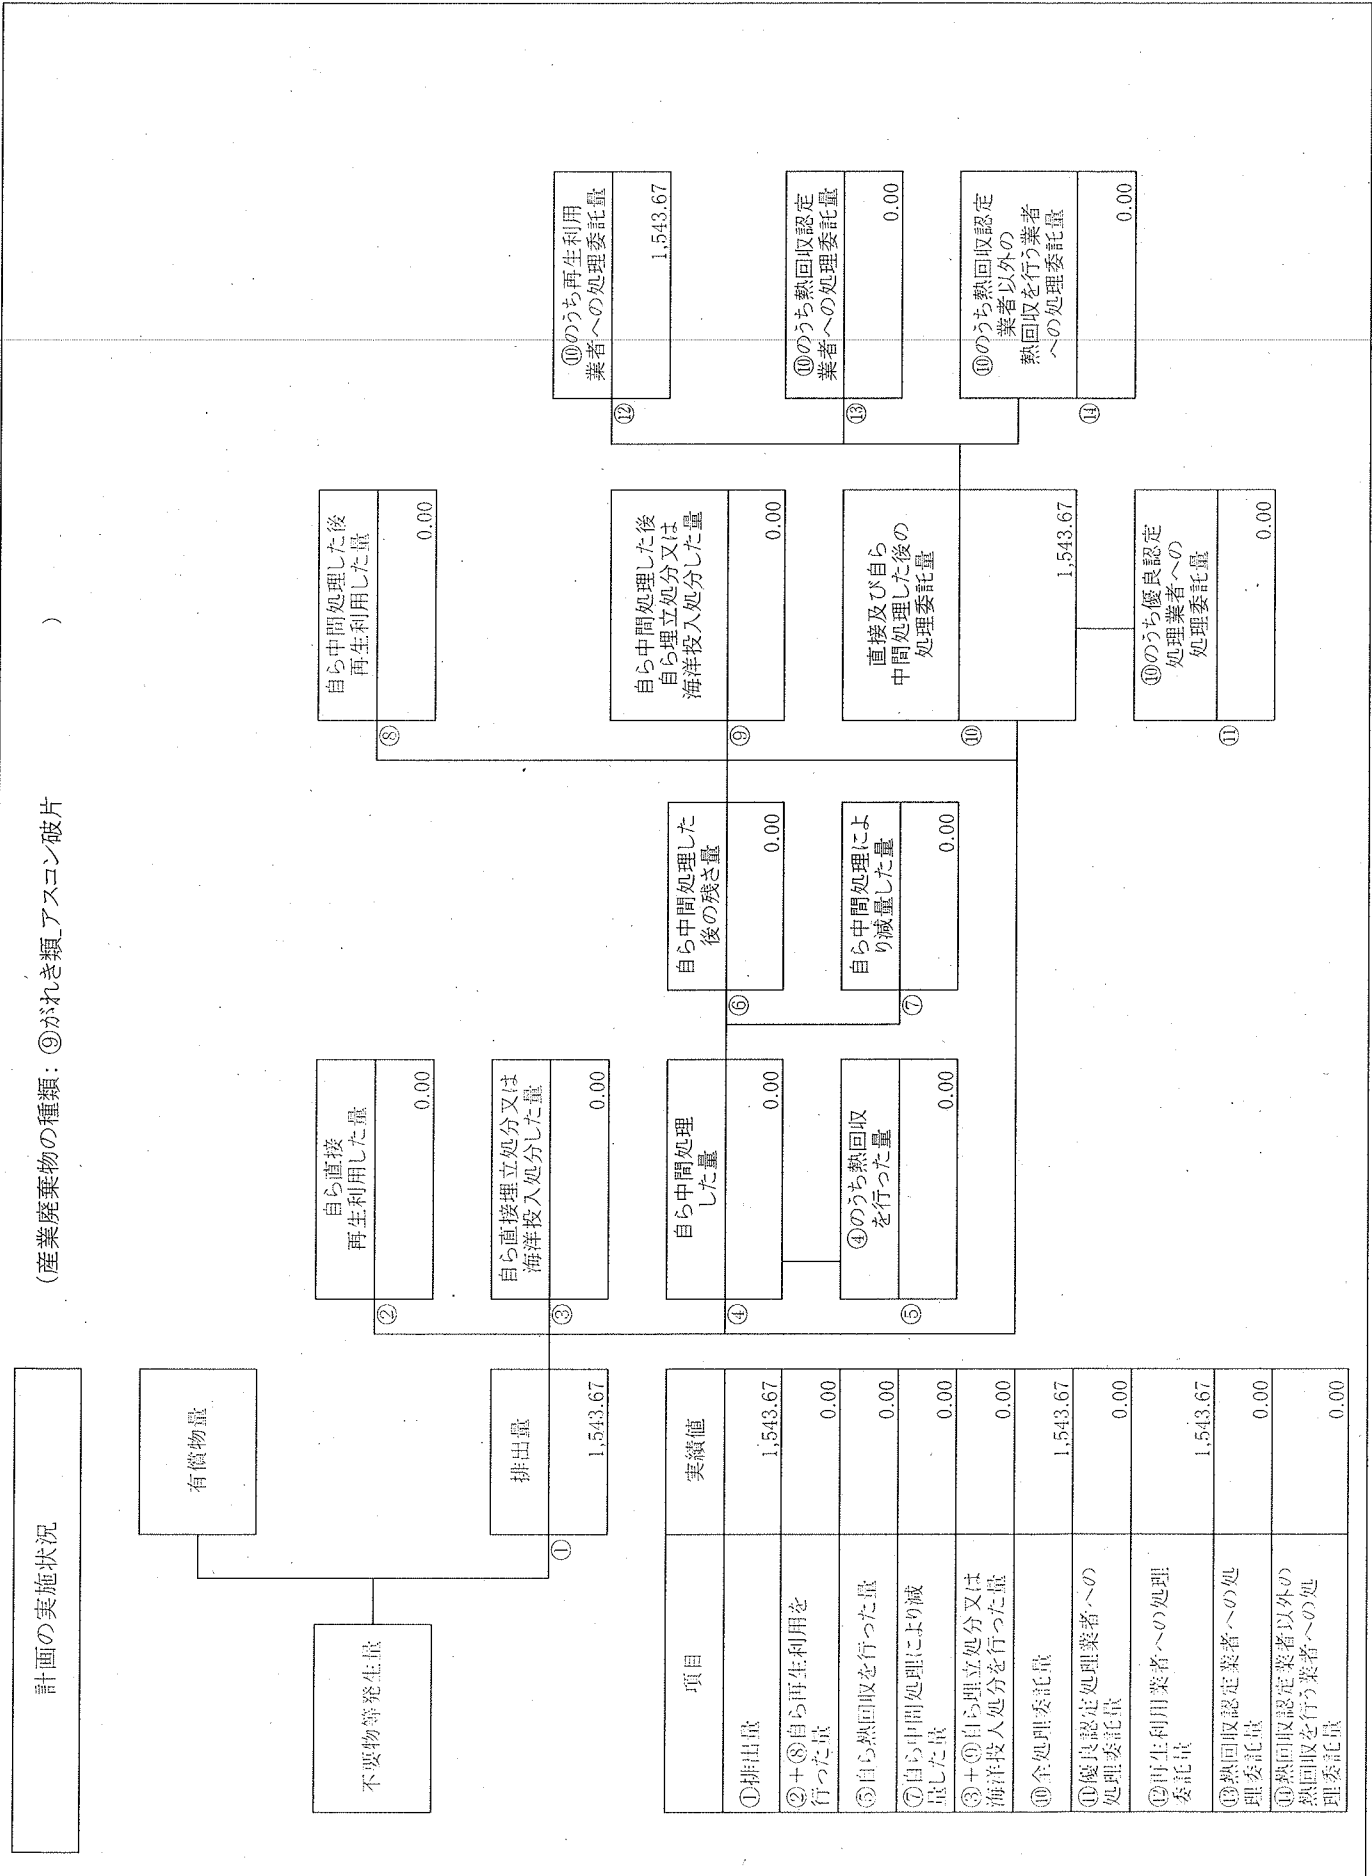 計画の実施状況
(産業廃棄物の種類: ⑨がれき類_アスコン破片 )
不要物等発生量
有償物量
①
排出量
1,543.67
②
自ら直接
再生利用した量
0.00
③
自ら直接埋立処分又は
海洋投入処分した量
0.00
④
自ら中間処理
した量
0.00
⑤
④のうち熱回収
を行った量
0.00
⑥
自ら中間処理した
後の残さ量
0.00
⑦
自ら中間処理によ
り減量した量
0.00
⑧
自ら中間処理した後
再生利用した量
0.00
⑨
自ら中間処理した後
自ら埋立処分又は
海洋投入処分した量
0.00
⑩
直接及び自ら
中間処理した後の
処理委託量
1,543.67
⑪
⑩のうち優良認定
処理業者への
処理委託量
0.00
⑫
⑩のうち再生利用
業者への処理委託量
1,543.67
⑬
⑩のうち熱回収認定
業者への処理委託量
0.00
⑭
⑩のうち熱回収認定
業者以外の
熱回収を行う業者
への処理委託量
0.00
項目 実績値
①排出量 1,543.67
②+⑧自ら再生利用を
行った量 0.00
⑤自ら熱回収を行った量 0.00
⑦自ら中間処理により減
量した量 0.00
③+⑨自ら埋立処分又は
海洋投入処分を行った量 0.00
⑩全処理委託量 1,543.67
⑪優良認定処理業者への
処理委託量 0.00
⑫再生利用業者への処理
委託量 1,543.67
⑬熱回収認定業者への処
理委託量 0.00
⑭熱回収認定業者以外の
熱回収を行う業者への処
理委託量 0.00